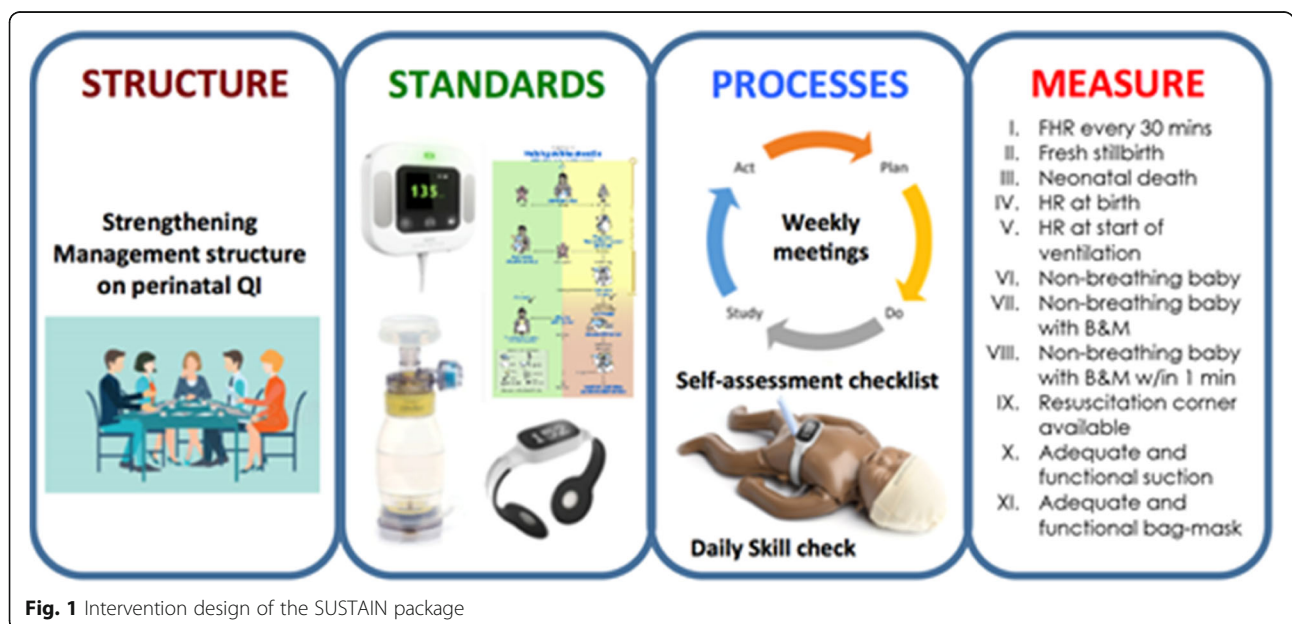 STRUCTURE
Strengthening
Management structure
on perinatal QI
STANDARDS
135
PROCESSES
Act
Plan
Weekly
meetings
Study
Do
Self-assessment checklist
Daily Skill check
MEASURE
I. FHR every 30 mins
II. Fresh stillbirth
III. Neonatal death
IV. HR at birth
V. HR at start of
ventilation
VI. Non-breathing baby
VII. Non-breathing baby
with B&M
VIII. Non-breathing baby
with B&M w/in 1 min
IX. Resuscitation corner
available
X. Adequate and
functional suction
XI. Adequate and
functional bag-mask
Fig. 1 Intervention design of the SUSTAIN package